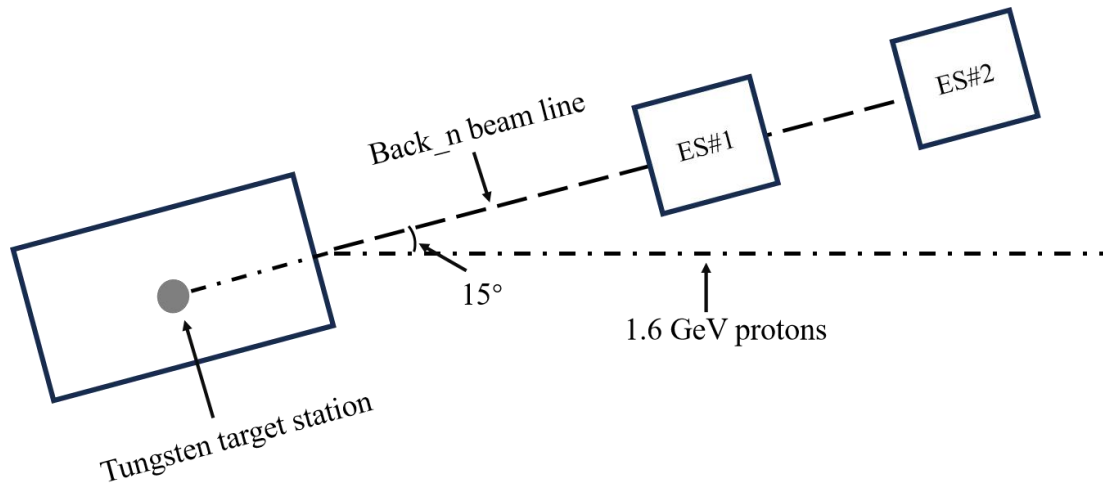 ES#2
ES#1
Back_n beam line
15°
1.6 GeV protons
Tungsten target station